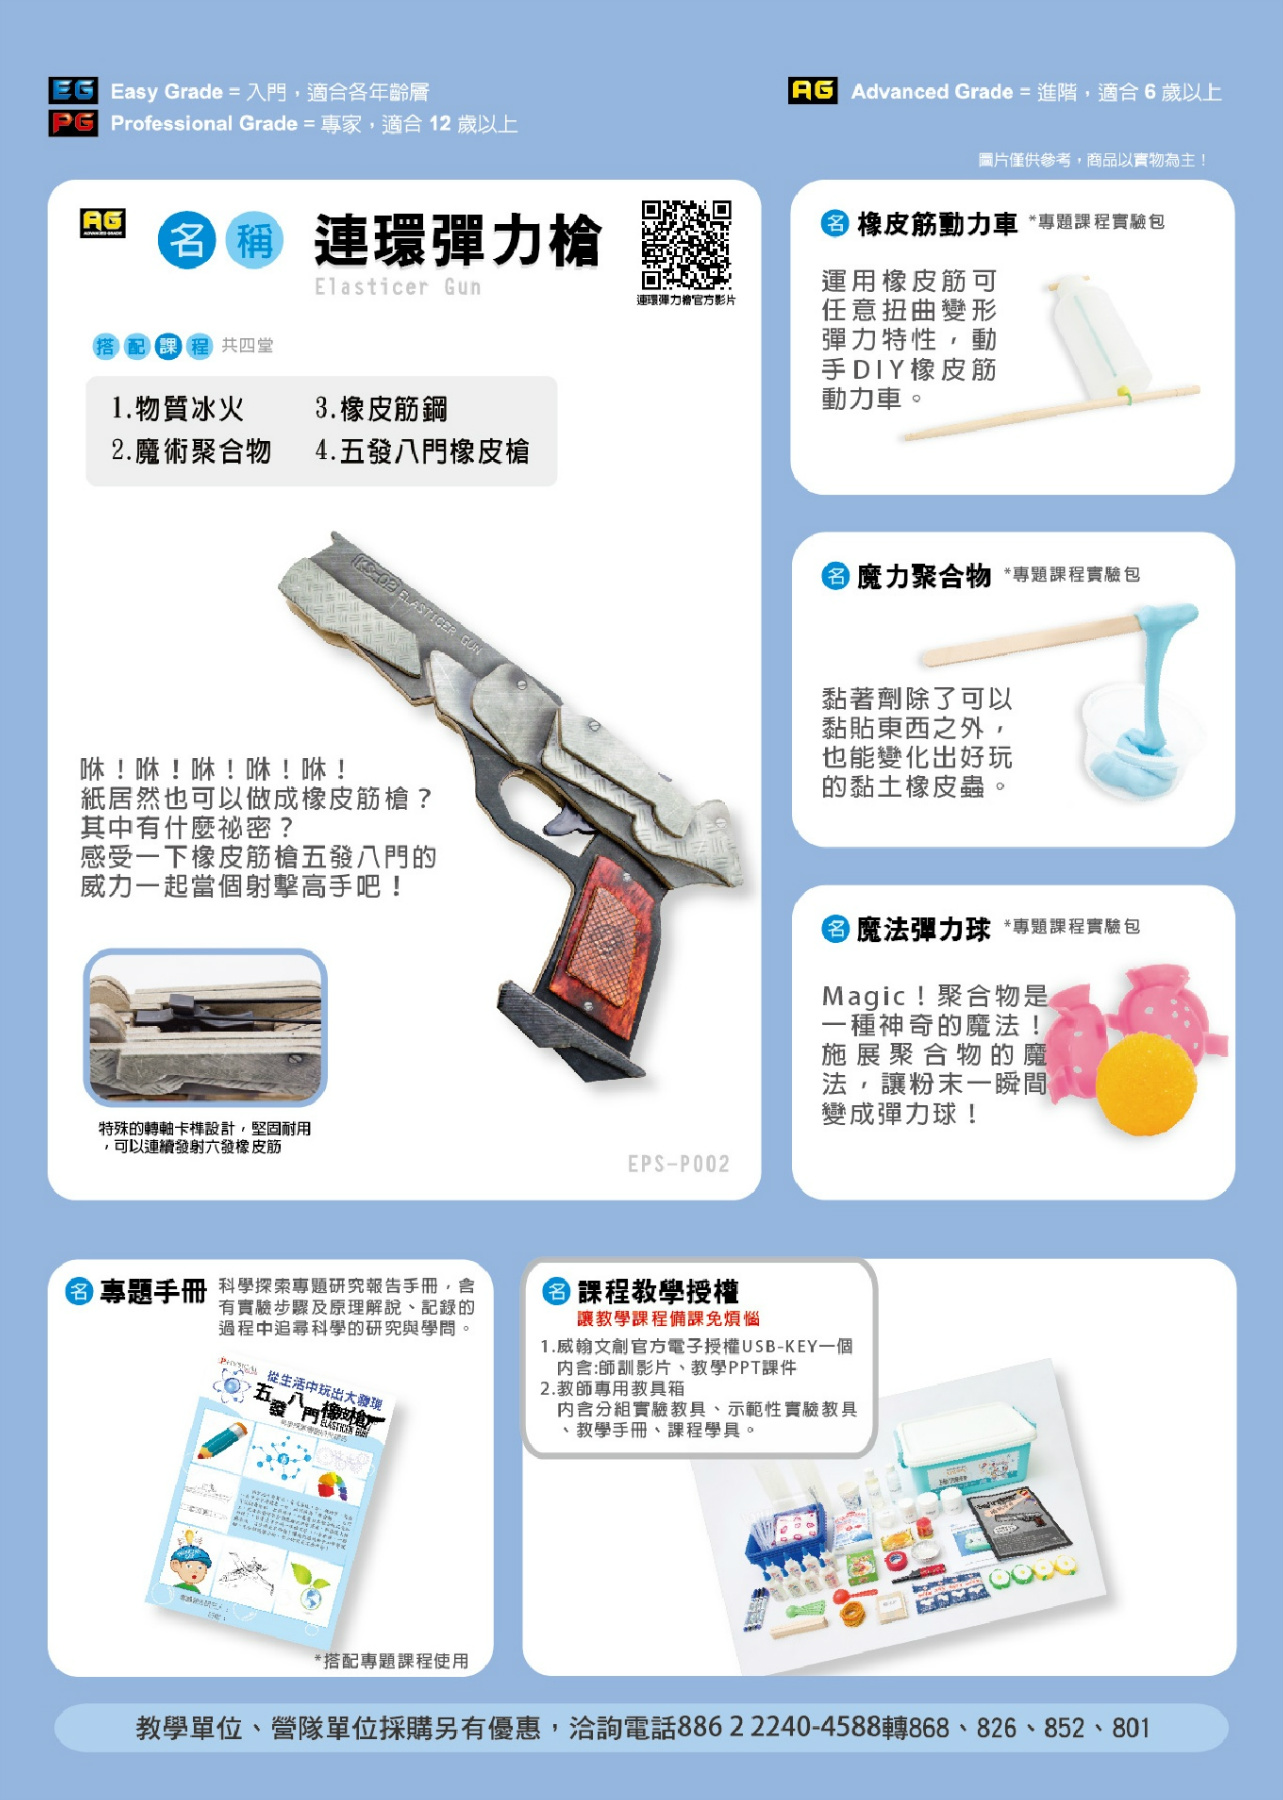 EG Easy Grade = 入門，適合各年齡層
PG Professional Grade = 專家，適合 12 歲以上
AG Advanced Grade = 進階，適合 6 歲以上
圖片僅供參考，商品以實物為主！
AG
ADVANCED GRADE
名稱 連環彈力槍
Elasticer Gun
連環彈力槍官方影片
搭配課程 共四堂
1.物質冰火
2.魔術聚合物
3.橡皮筋鋼
4.五發八門橡皮槍
KS-02 ELASTICER GUN
咻！咻！咻！咻！咻！
紙居然也可以做成橡皮筋槍？
其中有什麼祕密？
感受一下橡皮筋槍五發八門的
威力一起當個射擊高手吧！
特殊的轉軸卡榫設計，堅固耐用
，可以連續發射六發橡皮筋
EPS-P002
名 橡皮筋動力車 *專題課程實驗包
運用橡皮筋可
任意扭曲變形
彈力特性，動
手DIY橡皮筋
動力車。
名 魔力聚合物 *專題課程實驗包
黏著劑除了可以
黏貼東西之外，
也能變化出好玩
的黏土橡皮蟲。
名 魔法彈力球 *專題課程實驗包
Magic！聚合物是
一種神奇的魔法！
施展聚合物的魔
法，讓粉末一瞬間
變成彈力球！
名 專題手冊
科學探索專題研究報告手冊，含
有實驗步驟及原理解說、記錄的
過程中追尋科學的研究與學問。
從生活中玩出大發現
五發八門橡皮槍
ELASTICER GUN
*搭配專題課程使用
名 課程教學授權
讓教學課程備課免煩惱
1.威翰文創官方電子授權USB-KEY一個
內含:師訓影片、教學PPT課件
2.教師專用教具箱
內含分組實驗教具、示範性實驗教具
、教學手冊、課程學具。
教學單位、營隊單位採購另有優惠，洽詢電話886 2 2240-4588轉868、826、852、801